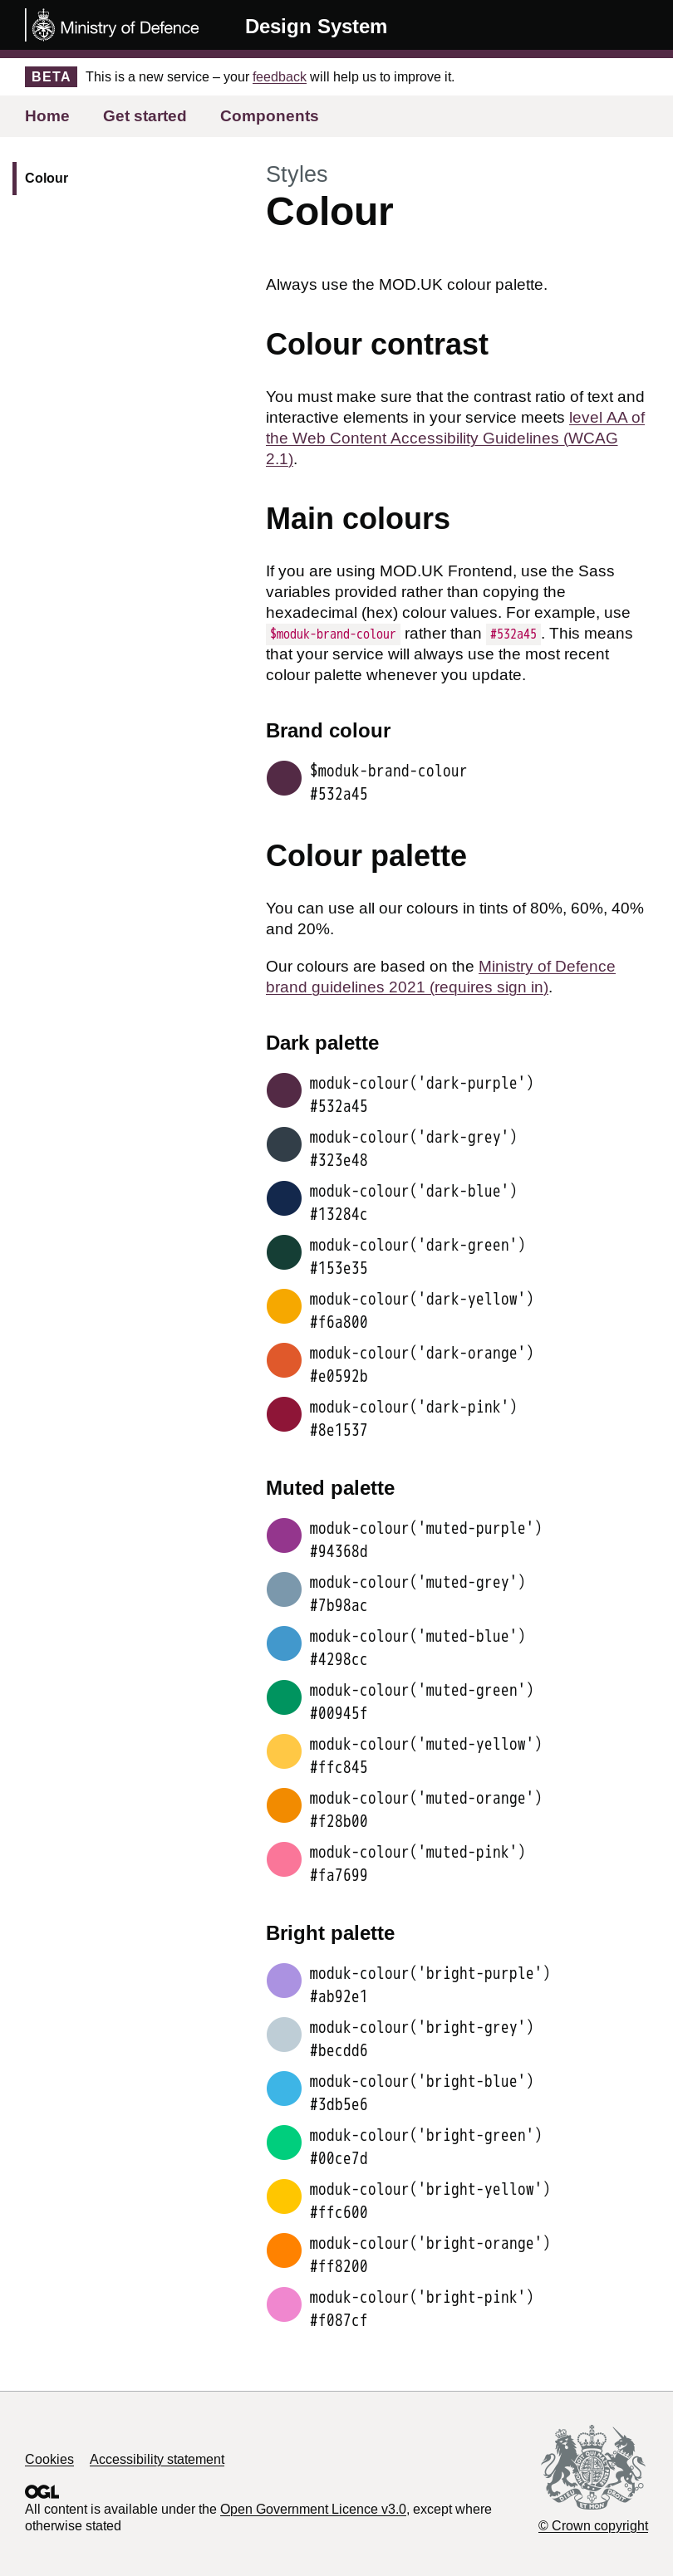 Ministry of Defence
Design System
BETA
This is a new service – your feedback will help us to improve it.
Home
Get started
Components
Colour
Styles
Colour
Always use the MOD.UK colour palette.
Colour contrast
You must make sure that the contrast ratio of text and
interactive elements in your service meets level AA of
the Web Content Accessibility Guidelines (WCAG
2.1).
Main colours
If you are using MOD.UK Frontend, use the Sass
variables provided rather than copying the
hexadecimal (hex) colour values. For example, use
$moduk-brand-colour rather than #532a45. This means
that your service will always use the most recent
colour palette whenever you update.
Brand colour
$moduk-brand-colour
#532a45
Colour palette
You can use all our colours in tints of 80%, 60%, 40%
and 20%.
Our colours are based on the Ministry of Defence
brand guidelines 2021 (requires sign in).
Dark palette
moduk-colour('dark-purple')
#532a45
moduk-colour('dark-grey')
#323e48
moduk-colour('dark-blue')
#13284c
moduk-colour('dark-green')
#153e35
moduk-colour('dark-yellow')
#f6a800
moduk-colour('dark-orange')
#e0592b
moduk-colour('dark-pink')
#8e1537
Muted palette
moduk-colour('muted-purple')
#94368d
moduk-colour('muted-grey')
#7b98ac
moduk-colour('muted-blue')
#4298cc
moduk-colour('muted-green')
#00945f
moduk-colour('muted-yellow')
#ffc845
moduk-colour('muted-orange')
#f28b00
moduk-colour('muted-pink')
#fa7699
Bright palette
moduk-colour('bright-purple')
#ab92e1
moduk-colour('bright-grey')
#becdd6
moduk-colour('bright-blue')
#3db5e6
moduk-colour('bright-green')
#00ce7d
moduk-colour('bright-yellow')
#ffc600
moduk-colour('bright-orange')
#ff8200
moduk-colour('bright-pink')
#f087cf
Cookies
Accessibility statement
OGL
All content is available under the Open Government Licence v3.0, except where
otherwise stated
© Crown copyright